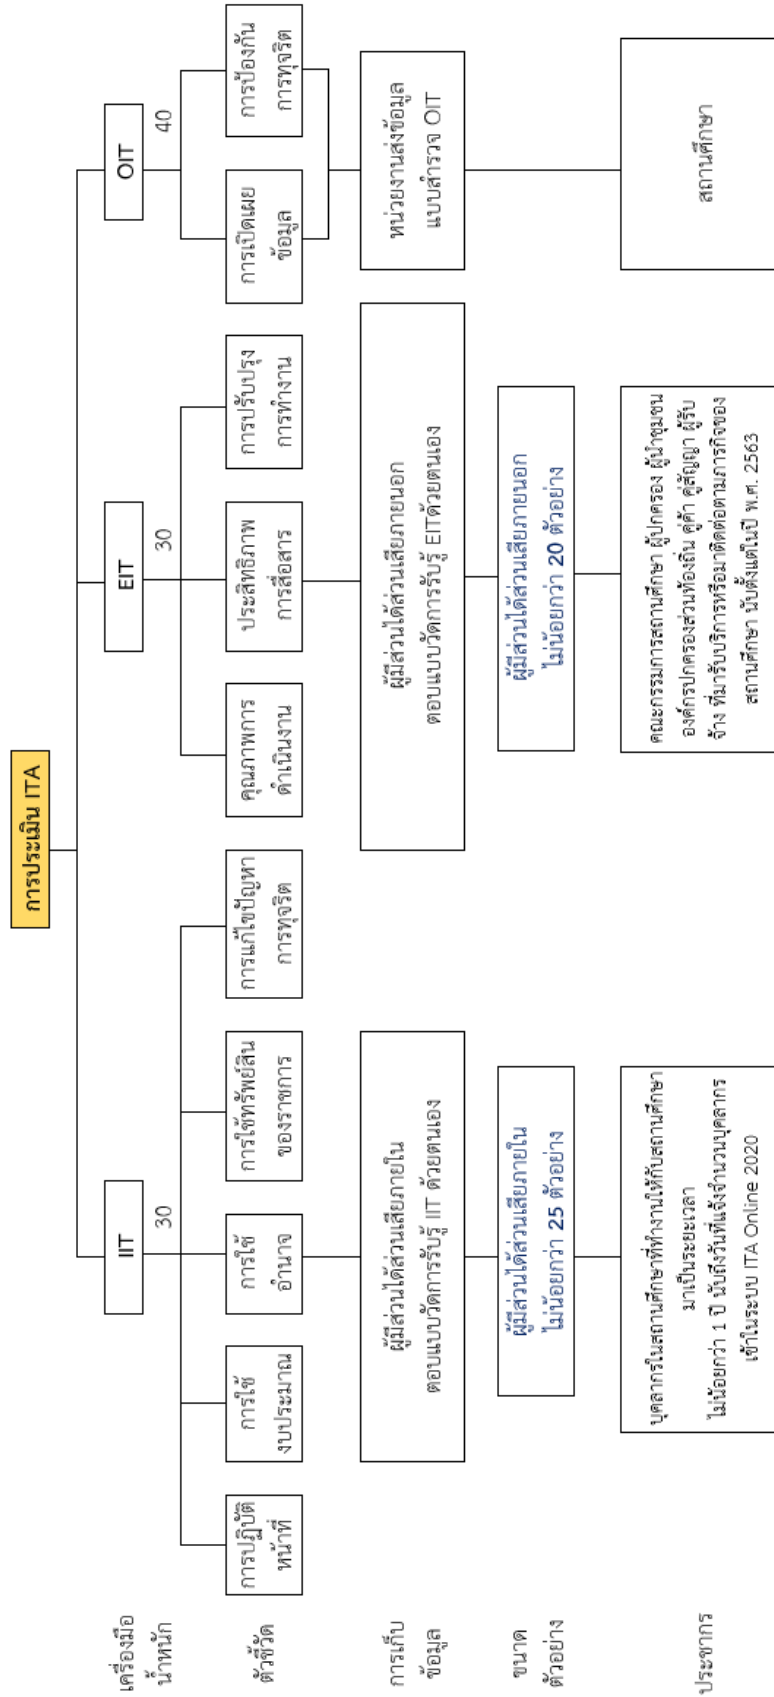 การประเมิน ITA
เครื่องมือ
น้ำหนัก
IIT
30
EIT
30
OIT
40
ตัวชี้วัด
การปฏิบัติ
หน้าที่
การใช้
งบประมาณ
การใช้
อำนาจ
การใช้ทรัพย์สิน
ของราชการ
การแก้ไขปัญหา
การทุจริต
คุณภาพการ
ดำเนินงาน
ประสิทธิภาพ
การสื่อสาร
การปรับปรุง
การทำงาน
การเปิดเผย
ข้อมูล
การป้องกัน
การทุจริต
การเก็บ
ข้อมูล
ผู้มีส่วนได้ส่วนเสียภายใน
ตอบแบบวัดการรับรู้ IIT ด้วยตนเอง
ผู้มีส่วนได้ส่วนเสียภายนอก
ตอบแบบวัดการรับรู้ EITด้วยตนเอง
หน่วยงานส่งข้อมูล
แบบสำรวจ OIT
ขนาด
ตัวอย่าง
ผู้มีส่วนได้ส่วนเสียภายใน
ไม่น้อยกว่า 25 ตัวอย่าง
ผู้มีส่วนได้ส่วนเสียภายนอก
ไม่น้อยกว่า 20 ตัวอย่าง
ประชากร
บุคลากรในสถานศึกษาที่ทำงานให้กับสถานศึกษา
มาเป็นระยะเวลา
ไม่น้อยกว่า 1 ปี นับถึงวันที่แจ้งจำนวนบุคลากร
เข้าในระบบ ITA Online 2020
คณะกรรมการสถานศึกษา ผู้ปกครอง ผู้นำชุมชน
องค์กรปกครองส่วนท้องถิ่น คู่ค้า คู่สัญญา ผู้รับ
จ้าง ที่มารับบริการหรือมาติดต่อตามภารกิจของ
สถานศึกษา นับตั้งแต่ในปี พ.ศ. 2563
สถานศึกษา